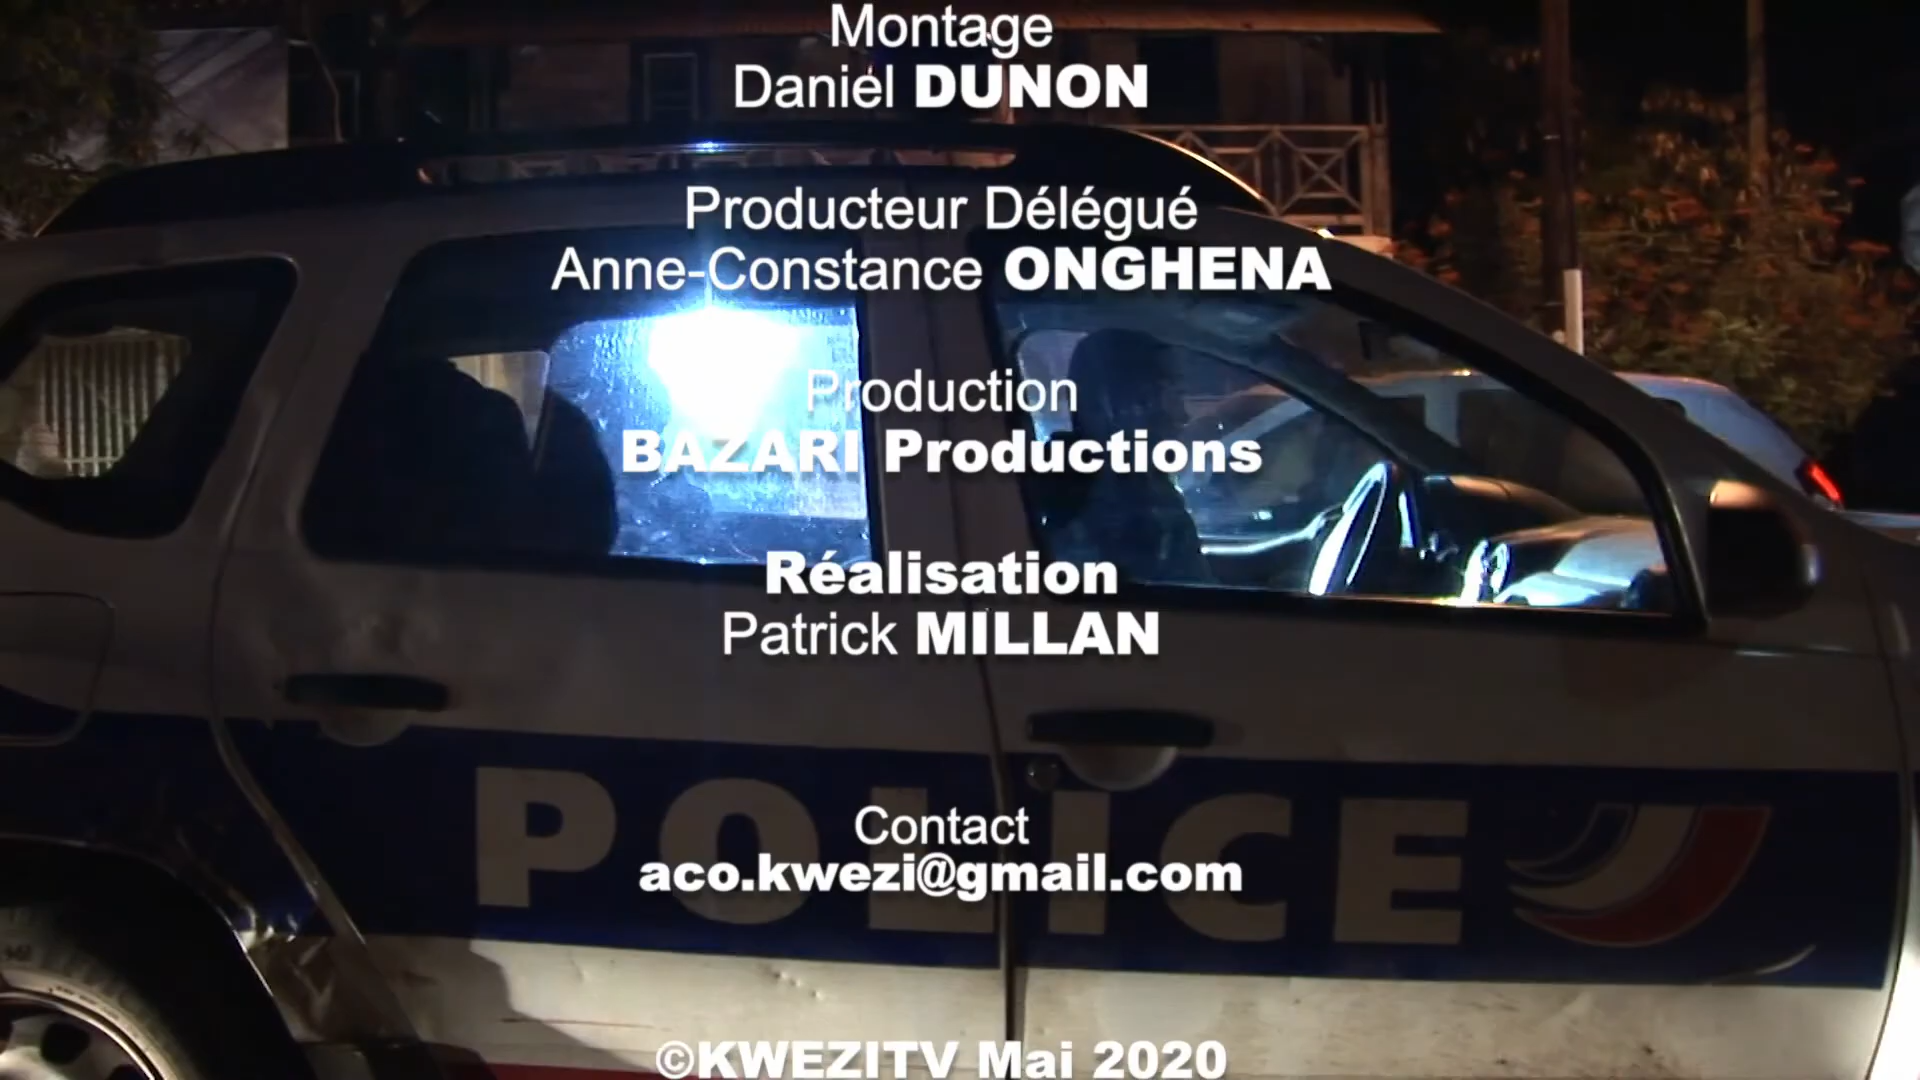 Montage
Daniel DUNON
Producteur Délégué
Anne-Constance ONGHENA
Production
BAZARI Productions
Réalisation
Patrick MILLAN
POLICE
Contact
aco.kwezi@gmail.com
©KWEZITV Mai 2020